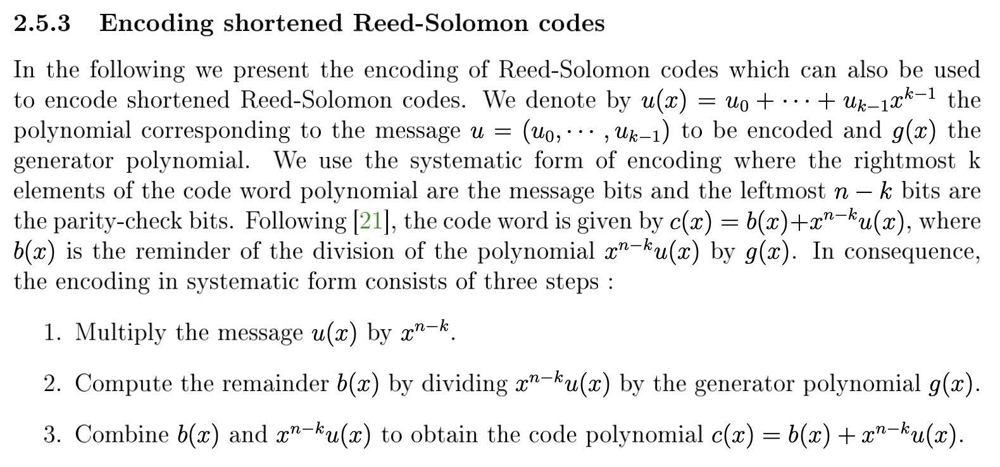 2.5.3 Encoding shortened Reed-Solomon codes
In the following we present the encoding of Reed-Solomon codes which can also be used
to encode shortened Reed-Solomon codes. We denote by $u(x) = u_0 + \cdots + u_{k-1}x^{k-1}$ the
polynomial corresponding to the message $u = (u_0, \cdots, u_{k-1})$ to be encoded and $g(x)$ the
generator polynomial. We use the systematic form of encoding where the rightmost k
elements of the code word polynomial are the message bits and the leftmost $n - k$ bits are
the parity-check bits. Following [21], the code word is given by $c(x) = b(x)+x^{n-k}u(x)$, where
$b(x)$ is the reminder of the division of the polynomial $x^{n-k}u(x)$ by $g(x)$. In consequence,
the encoding in systematic form consists of three steps :
1. Multiply the message $u(x)$ by $x^{n-k}$.
2. Compute the remainder $b(x)$ by dividing $x^{n-k}u(x)$ by the generator polynomial $g(x)$.
3. Combine $b(x)$ and $x^{n-k}u(x)$ to obtain the code polynomial $c(x) = b(x) + x^{n-k}u(x)$.